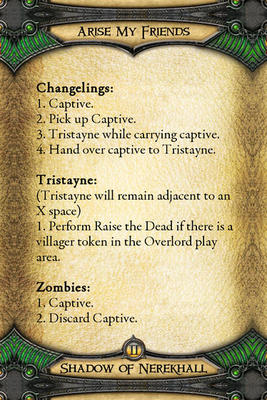 Arise My Friends
Changelings:
1. Captive.
2. Pick up Captive.
3. Tristayne while carrying captive.
4. Hand over captive to Tristayne.
Tristayne:
(Tristayne will remain adjacent to an
X space)
1. Perform Raise the Dead if there is a
villager token in the Overlord play
area.
Zombies:
1. Captive.
2. Discard Captive.
II
Shadow of Nerekhall